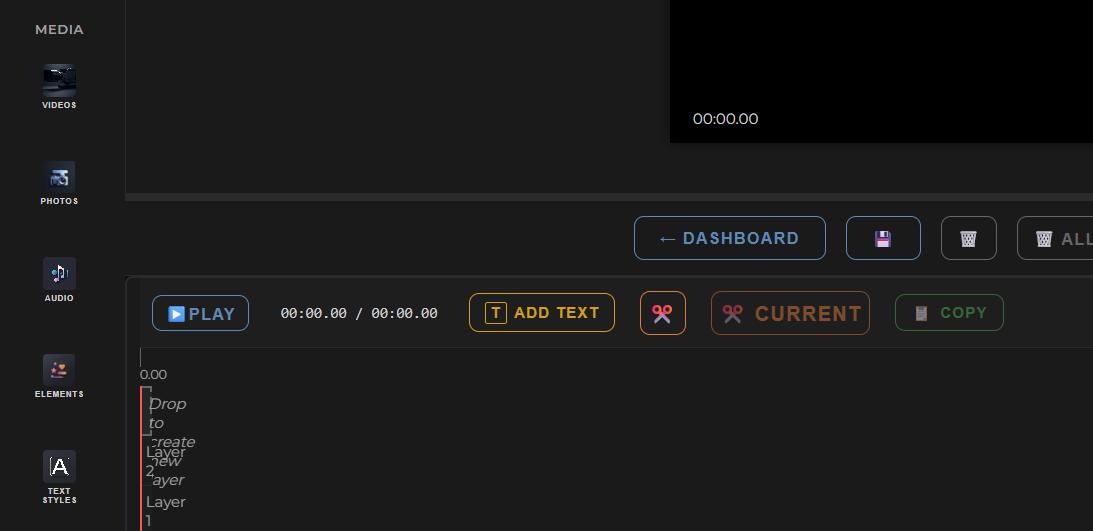 MEDIA
VIDEOS
PHOTOS
AUDIO
ELEMENTS
TEXT
STYLES
00:00.00
← DASHBOARD
ALL
PLAY
00:00.00 / 00:00.00
T ADD TEXT
CURRENT
COPY
0.00
Drop
to
create
new
layer
Layer
2
Layer
1